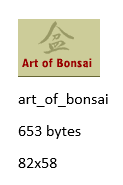 盆
Art of Bonsai
art_of_bonsai
653 bytes
82x58